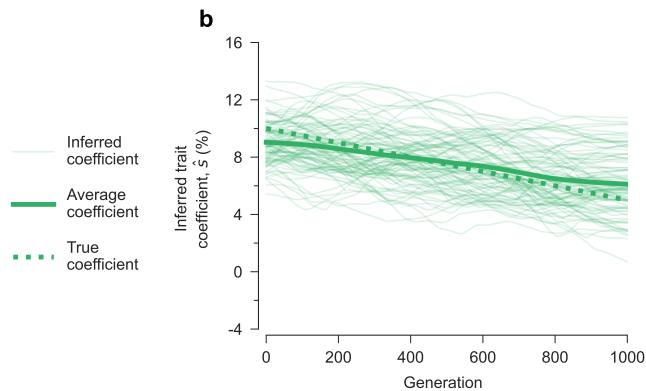 b
Inferred
coefficient
Average
coefficient
True
coefficient
Inferred trait
coefficient, ŝ (%)
16
12
8
4
0
-4
0
200
400
600
800
1000
Generation